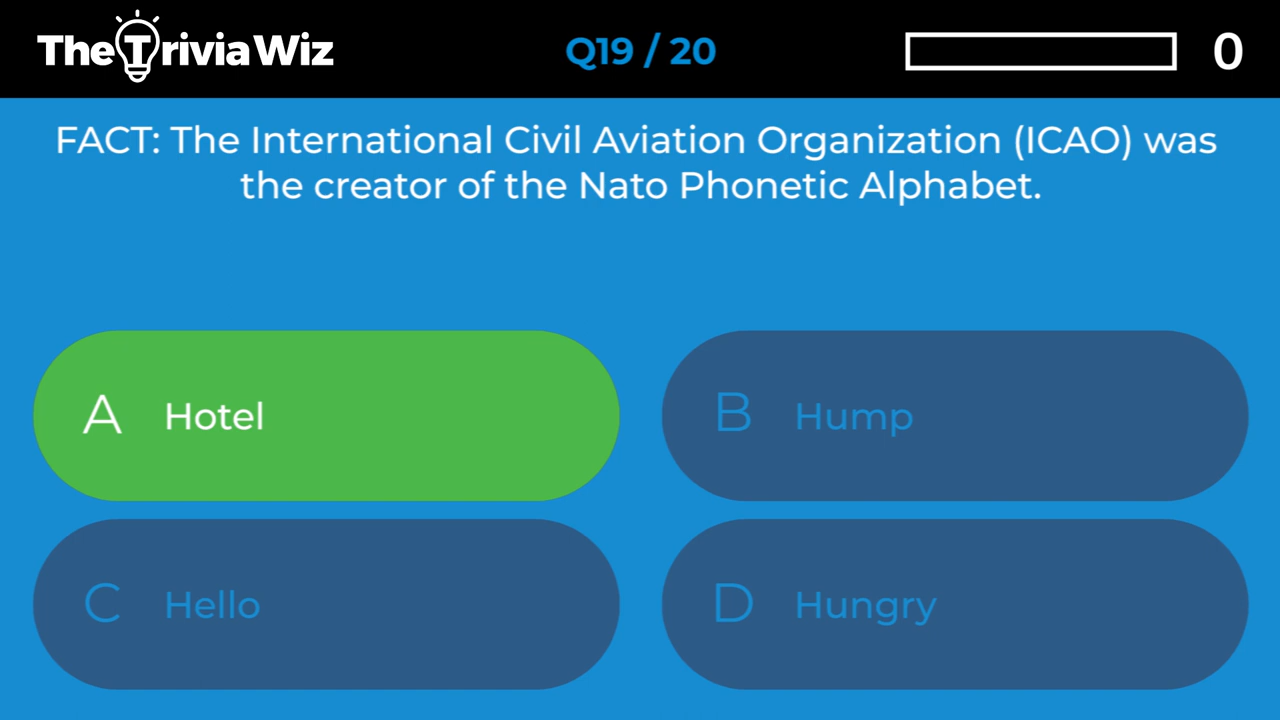 The Trivia Wiz
Q19 / 20
0
FACT: The International Civil Aviation Organization (ICAO) was
the creator of the Nato Phonetic Alphabet.
A Hotel
B Hump
C Hello
D Hungry